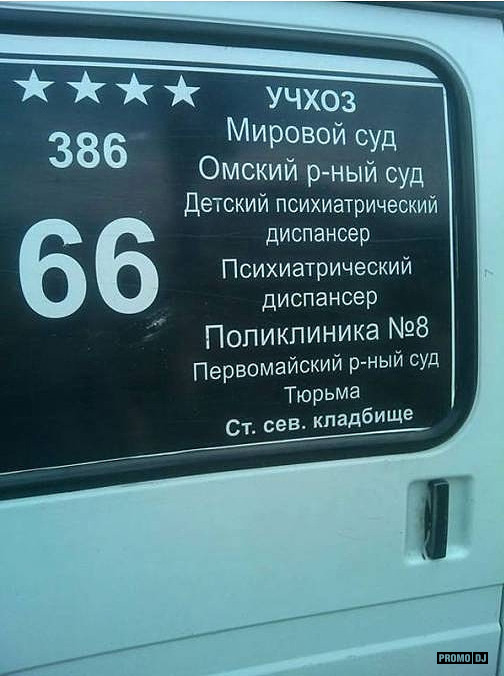 386
66
УЧХОЗ
Мировой суд
Омский р-ный суд
Детский психиатрический
диспансер
Психиатрический
диспансер
Поликлиника №8
Первомайский р-ный суд
Тюрьма
Ст. сев. кладбище
PROMO DJ